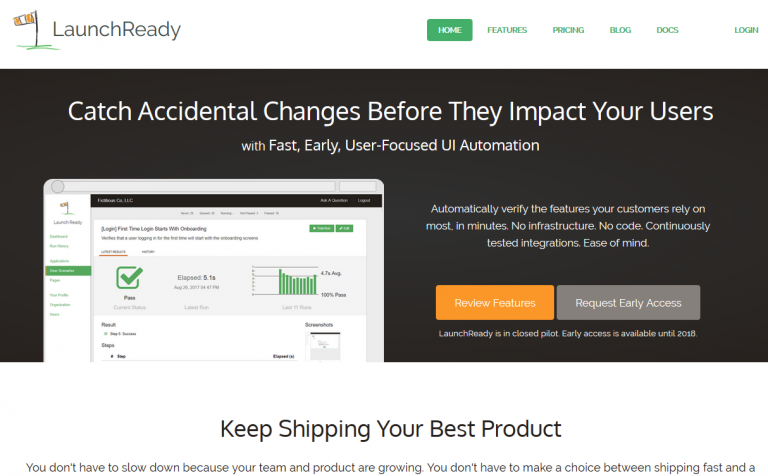 LaunchReady
HOME FEATURES PRICING BLOG DOCS LOGIN
Catch Accidental Changes Before They Impact Your Users
with Fast, Early, User-Focused UI Automation
Fictitious Co, LLC Ask A Question Logout
LaunchReady
Dashboard
Run History
Applications
User Scenarios
Pages
Your Profile
Organization
Users
[Login] First Time Login Starts With Onboarding
Verifies that a user logging in for the first time will start with the onboarding screens
Edit
LATEST RESULTS HISTORY
Pass
Current Status
Elapsed: 5.1s
Aug 28, 2017 04:47 PM
Latest Run
4.7s Avg.
100% Pass
Last 11 Runs
Result
Step 5. Success
Screenshots
Steps
# Step Elapsed (s)
Automatically verify the features your customers rely on
most, in minutes. No infrastructure. No code. Continuously
tested integrations. Ease of mind.
Review Features Request Early Access
LaunchReady is in closed pilot. Early access is available until 2018.
Keep Shipping Your Best Product
You don't have to slow down because your team and product are growing. You don't have to make a choice between shipping fast and a